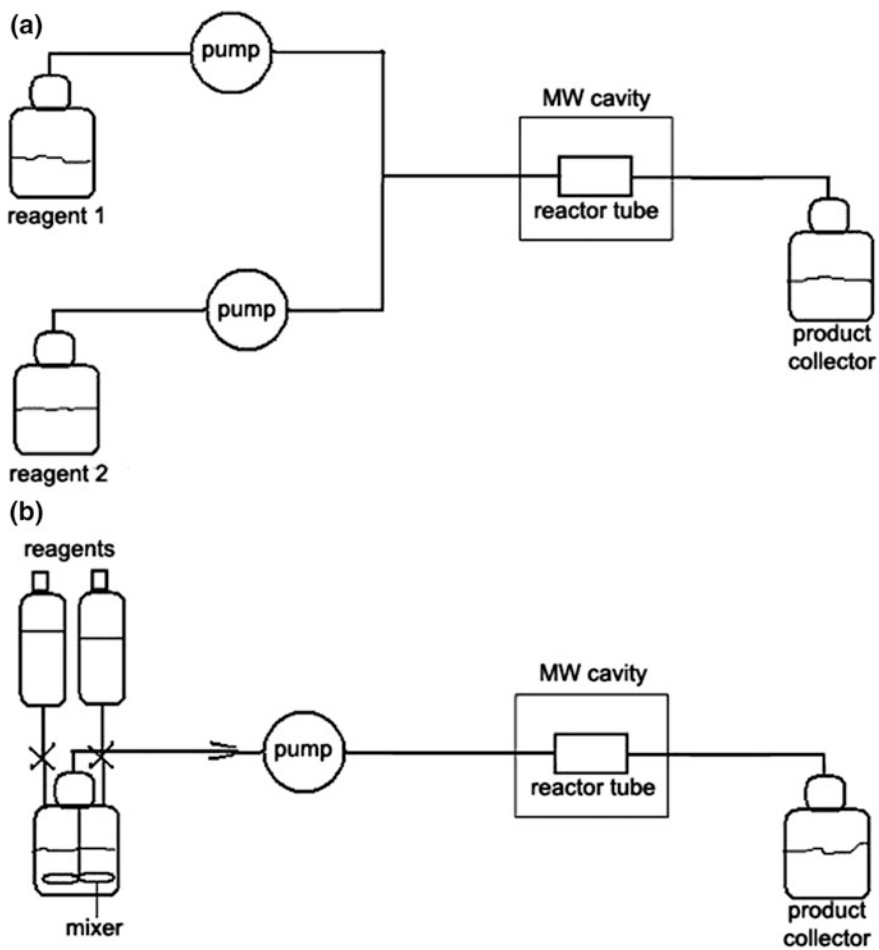 (a)
pump
MW cavity
reactor tube
reagent 1
pump
product
collector
reagent 2
(b)
reagents
MW cavity
pump
reactor tube
mixer
product
collector